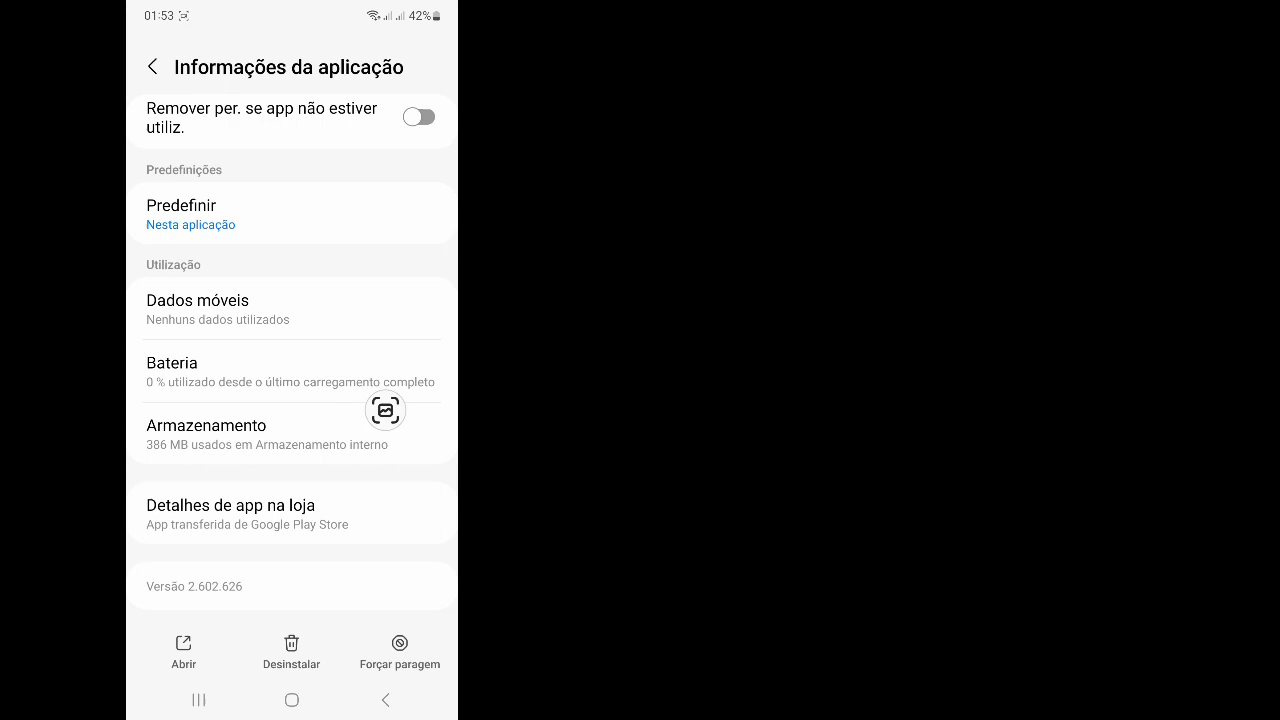 01:53 42%
Informações da aplicação
Remover per. se app não estiver
utiliz.
Predefinições
Predefinir
Nesta aplicação
Utilização
Dados móveis
Nenhuns dados utilizados
Bateria
0 % utilizado desde o último carregamento completo
Armazenamento
386 MB usados em Armazenamento interno
Detalhes de app na loja
App transferida de Google Play Store
Versão 2.602.626
Abrir Desinstalar Forçar paragem